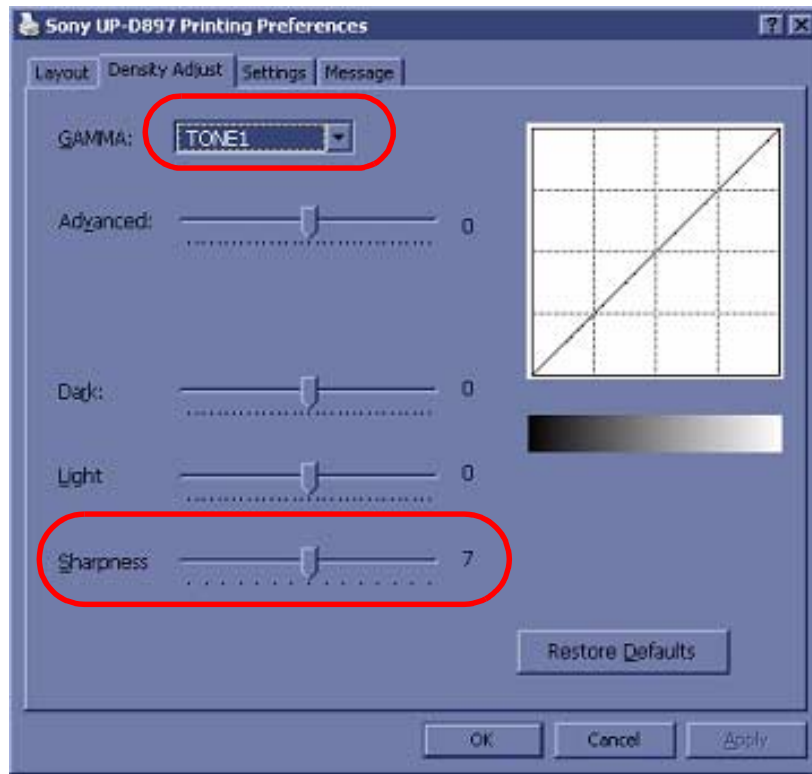 Sony UP-D897 Printing Preferences
Layout Density Adjust Settings Message
GAMMA: TONE1
Advanced: 0
Dark: 0
Light 0
Sharpness 7
Restore Defaults
OK Cancel Apply